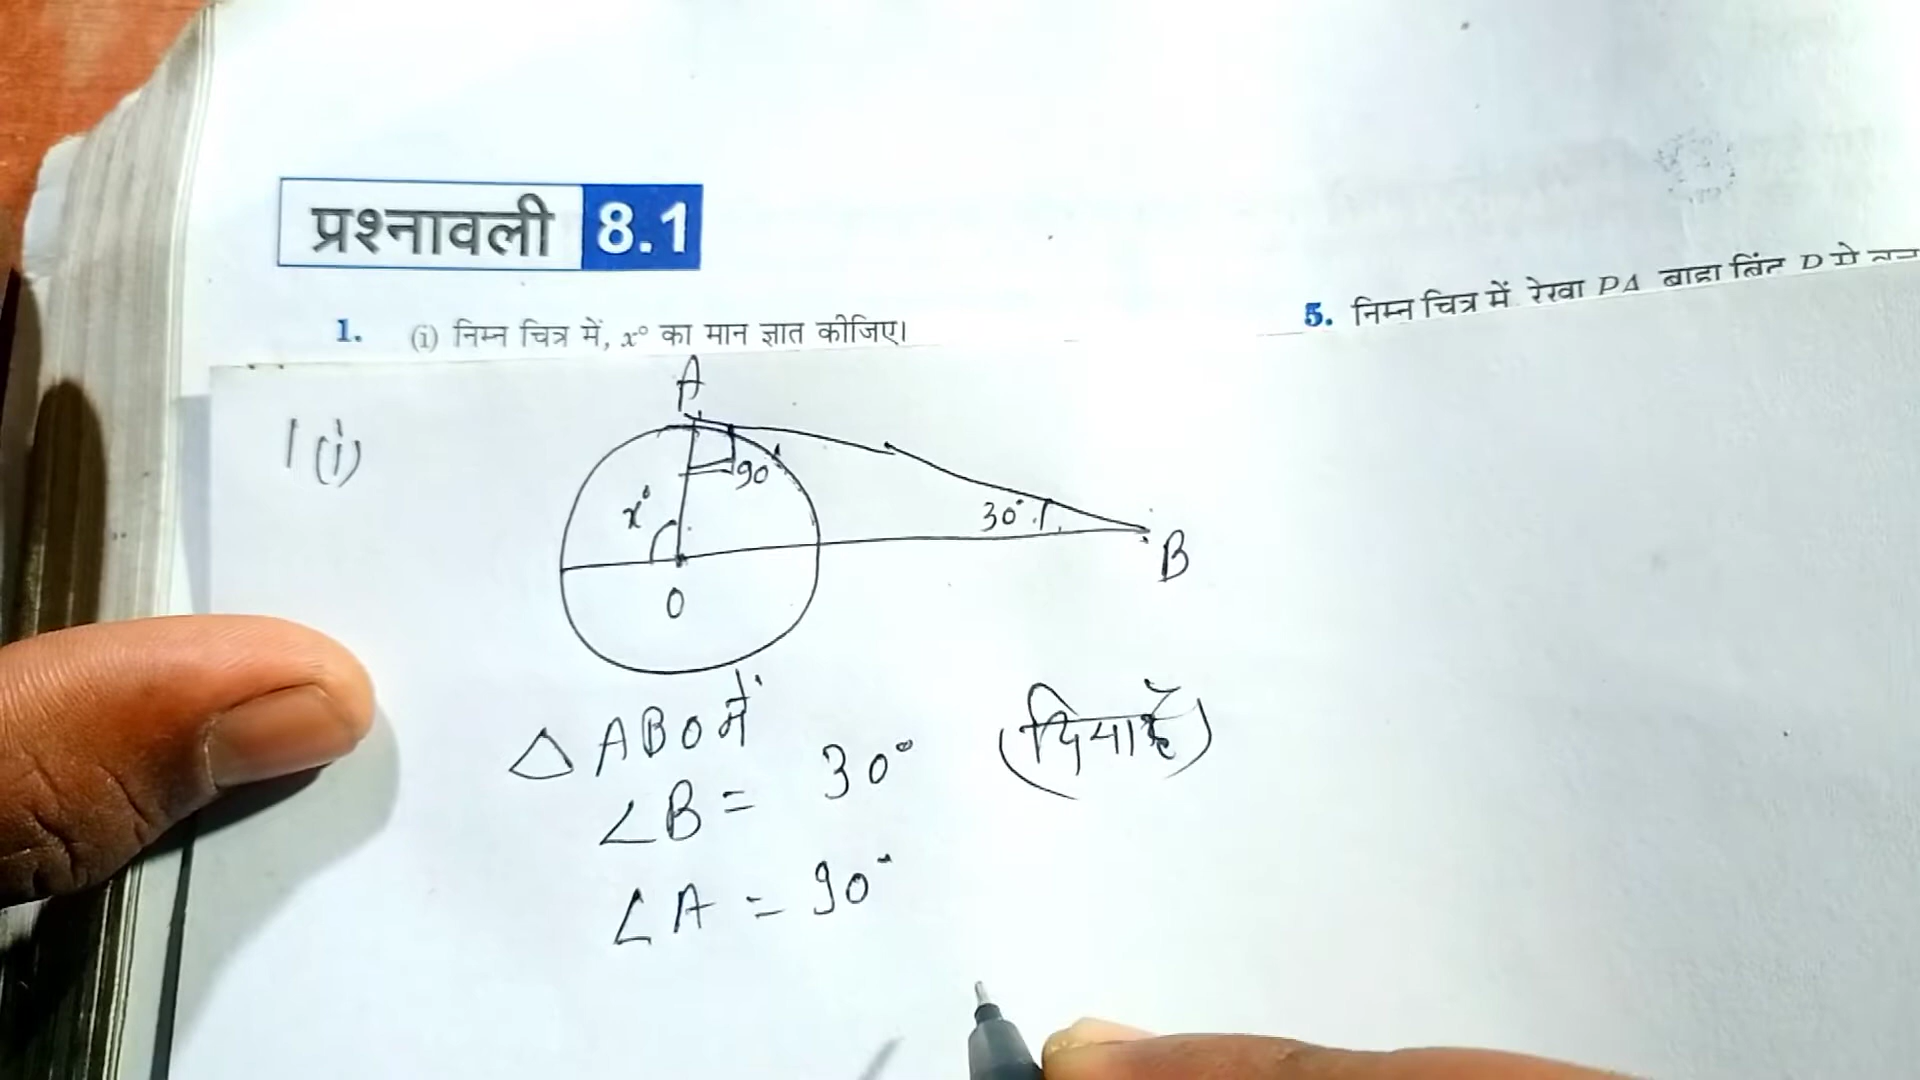 प्रश्नावली 8.1
1. (i) निम्न चित्र में, x° का मान ज्ञात कीजिए।
5. निम्न चित्र में रेखा PA बाह्य
1(i)
A
90
x°
30°
O
B
△ABO में
∠B = 30° (दिया है)
∠A = 90°